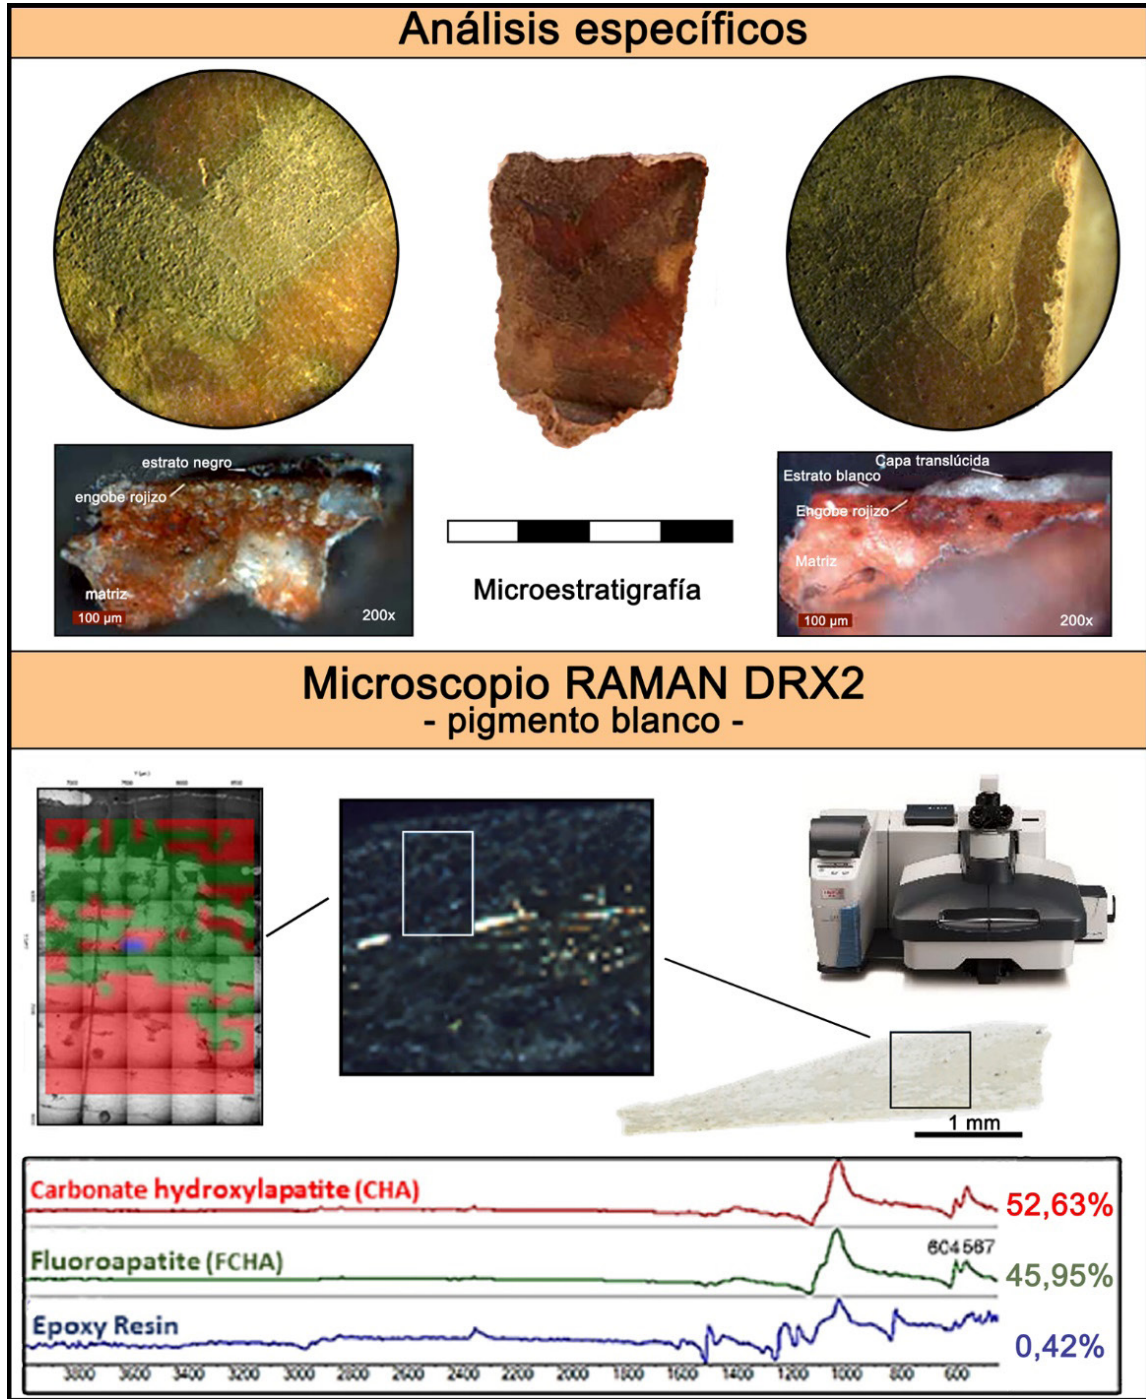 Análisis específicos
estrato negro
engobe rojizo
matriz
100 µm
200x
Microestratigrafía
Capa translúcida
Estrato blanco
Engobe rojizo
Matriz
100 µm
200x
Microscopio RAMAN DRX2
- pigmento blanco -
1 mm
Carbonate hydroxylapatite (CHA)
52,63%
Fluoroapatite (FCHA)
604 567
45,95%
Epoxy Resin
0,42%
3800 3600 3400 3200 3000 2800 2600 2400 2200 2000 1800 1600 1400 1200 1000 800 600